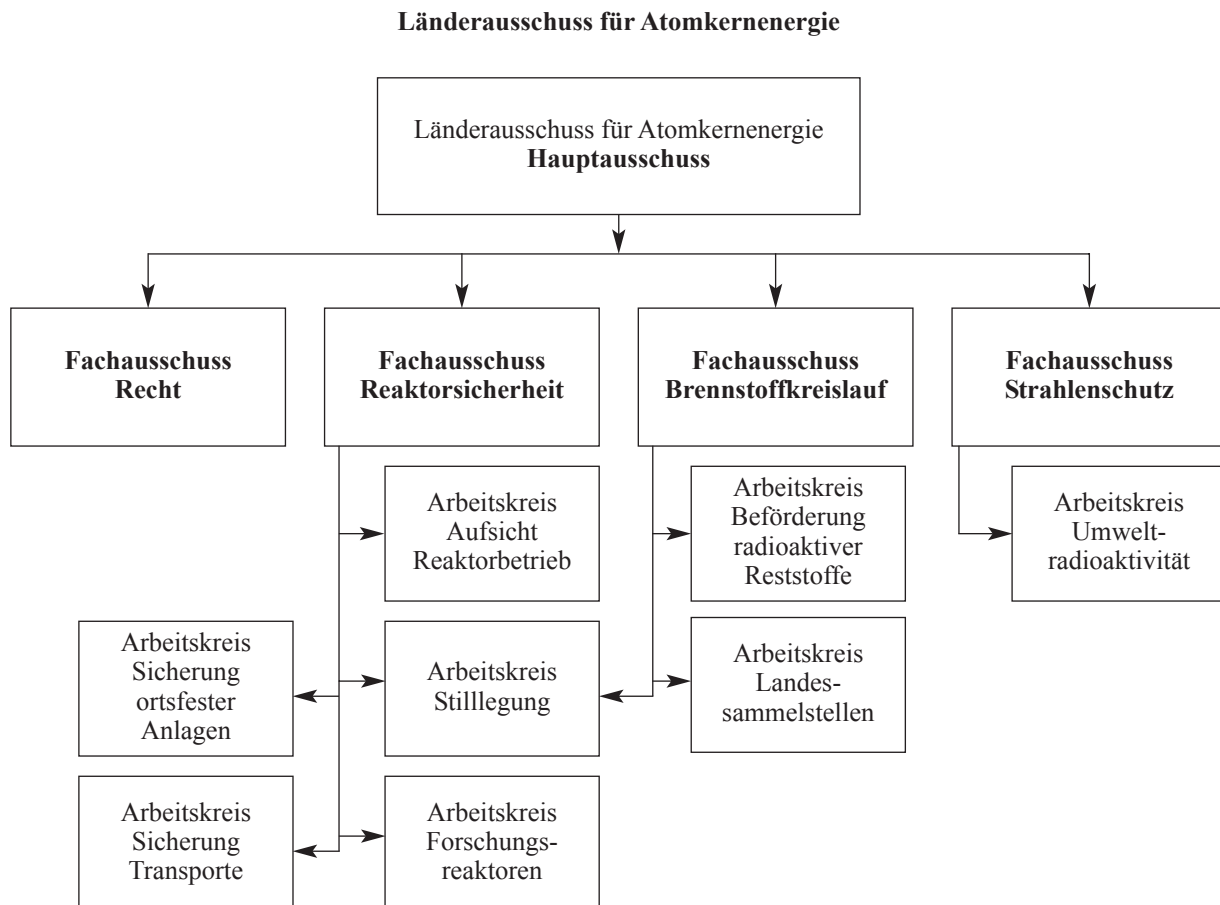 Länderausschuss für Atomkernenergie
Länderausschuss für Atomkernenergie
Hauptausschuss
Fachausschuss
Recht
Fachausschuss
Reaktorsicherheit
Fachausschuss
Brennstoffkreislauf
Fachausschuss
Strahlenschutz
Arbeitskreis
Aufsicht
Reaktorbetrieb
Arbeitskreis
Beförderung
radioaktiver
Reststoffe
Arbeitskreis
Umwelt-
radioaktivität
Arbeitskreis
Sicherung
ortsfester
Anlagen
Arbeitskreis
Stilllegung
Arbeitskreis
Landes-
sammelstellen
Arbeitskreis
Sicherung
Transporte
Arbeitskreis
Forschungs-
reaktoren